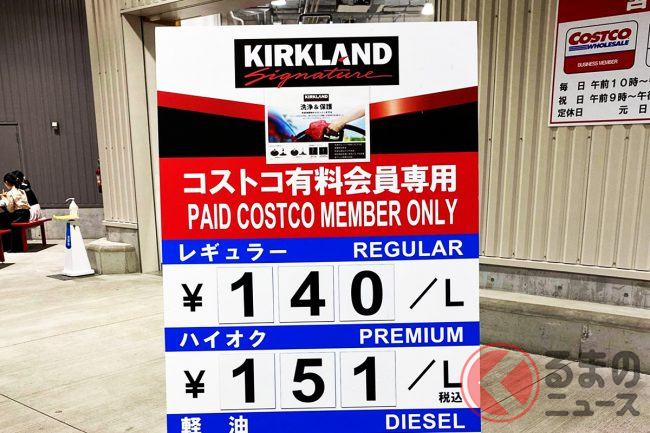 KIRKLAND
Signature
KIRKLAND
洗浄＆保護
コストコ有料会員専用
PAID COSTCO MEMBER ONLY
レギュラー REGULAR
¥ 140 /L
ハイオク PREMIUM
¥ 151 /L
税込
軽油 DIESEL
COSTCO
WHOLESALE
BUSINESS MEMBER
毎 日 午前10時〜
祝 日 午前9時〜午
定休日 元 日
くるまのニュース